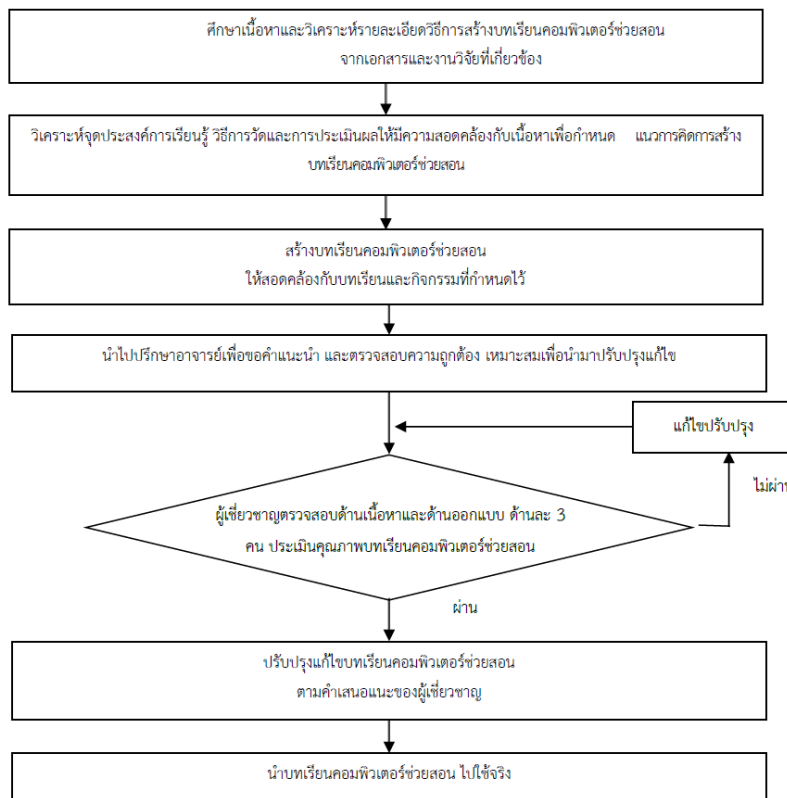 ศึกษาเนื้อหาและวิเคราะห์รายละเอียดวิธีการสร้างบทเรียนคอมพิวเตอร์ช่วยสอน
จากเอกสารและงานวิจัยที่เกี่ยวข้อง
วิเคราะห์จุดประสงค์การเรียนรู้ วิธีการวัดและการประเมินผลให้มีความสอดคล้องกับเนื้อหาเพื่อกำหนด แนวการคิดการสร้าง
บทเรียนคอมพิวเตอร์ช่วยสอน
สร้างบทเรียนคอมพิวเตอร์ช่วยสอน
ให้สอดคล้องกับบทเรียนและกิจกรรมที่กำหนดไว้
นำไปปรึกษาอาจารย์เพื่อขอคำแนะนำ และตรวจสอบความถูกต้อง เหมาะสมเพื่อนำมาปรับปรุงแก้ไข
แก้ไขปรับปรุง
ไม่ผ่าน
ผู้เชี่ยวชาญตรวจสอบด้านเนื้อหาและด้านออกแบบ ด้านละ 3
คน ประเมินคุณภาพบทเรียนคอมพิวเตอร์ช่วยสอน
ผ่าน
ปรับปรุงแก้ไขบทเรียนคอมพิวเตอร์ช่วยสอน
ตามคำเสนอแนะของผู้เชี่ยวชาญ
นำบทเรียนคอมพิวเตอร์ช่วยสอน ไปใช้จริง